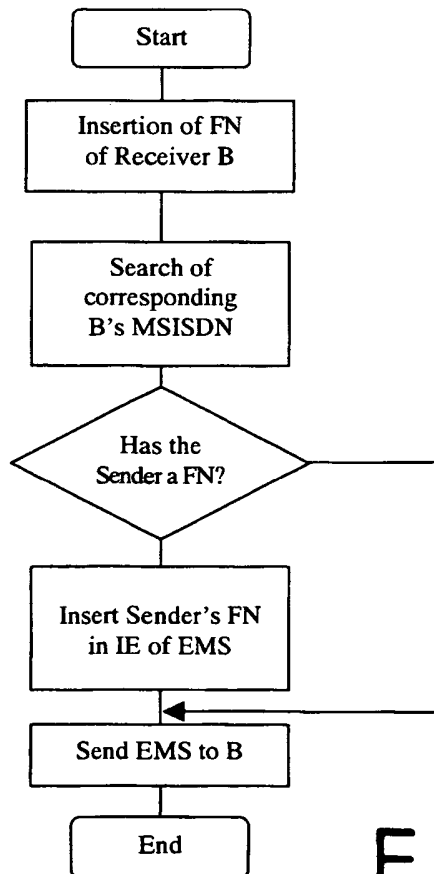 Start
Insertion of FN
of Receiver B
Search of
corresponding
B's MSISDN
Has the
Sender a FN?
Insert Sender's FN
in IE of EMS
Send EMS to B
End
F